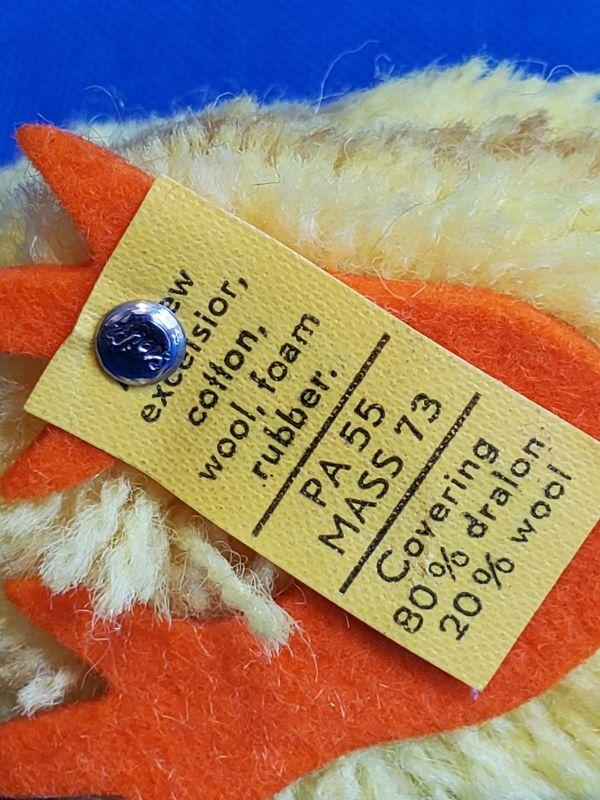 excelsior,
cotton,
wool, foam
rubber.
PA 55
MASS 73
Covering
80% dralon
20% wool